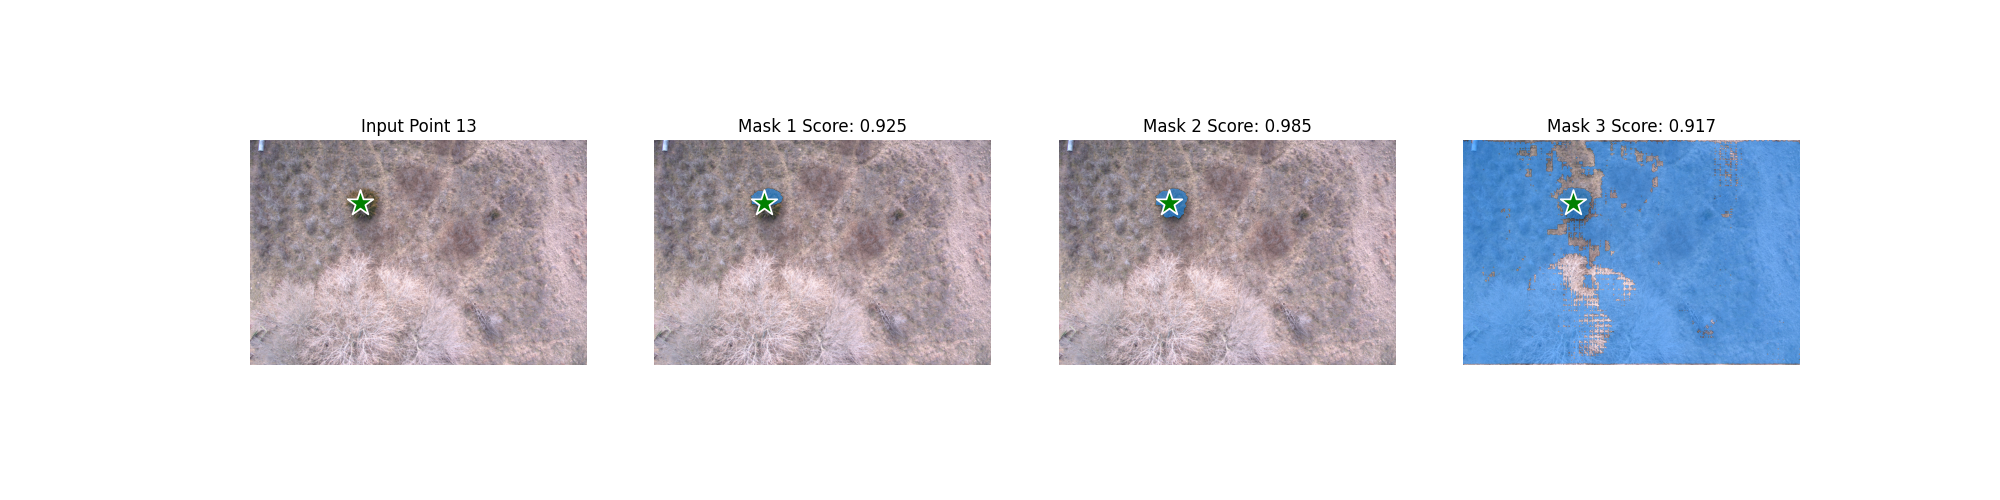 Input Point 13
Mask 1 Score: 0.925
Mask 2 Score: 0.985
Mask 3 Score: 0.917